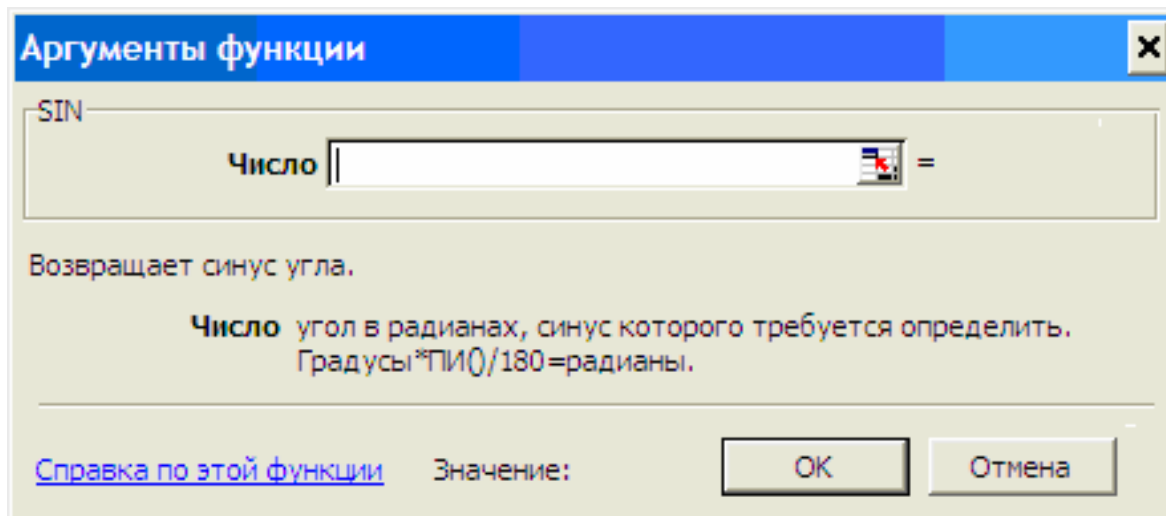 Аргументы функции
SIN
Число =
Возвращает синус угла.
Число угол в радианах, синус которого требуется определить.
Градусы*ПИ()/180=радианы.
Справка по этой функции Значение: OK Отмена